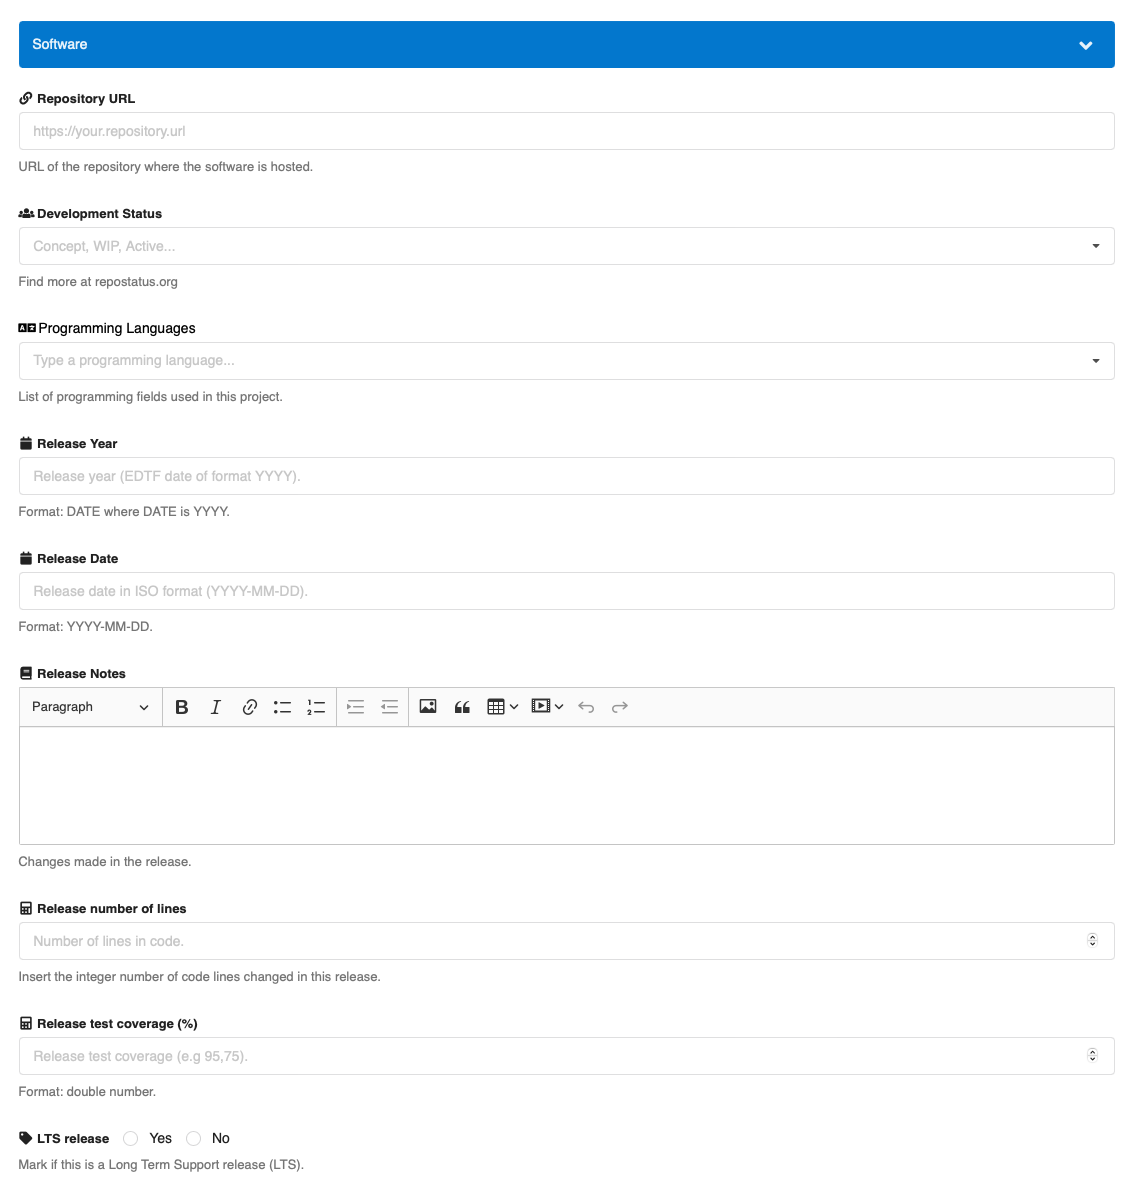 Software
Repository URL
https://your.repository.url
URL of the repository where the software is hosted.
Development Status
Concept, WIP, Active...
Find more at repostatus.org
Programming Languages
Type a programming language...
List of programming fields used in this project.
Release Year
Release year (EDTF date of format YYYY).
Format: DATE where DATE is YYYY.
Release Date
Release date in ISO format (YYYY-MM-DD).
Format: YYYY-MM-DD.
Release Notes
Paragraph
Changes made in the release.
Release number of lines
Number of lines in code.
Insert the integer number of code lines changed in this release.
Release test coverage (%)
Release test coverage (e.g 95,75).
Format: double number.
LTS release Yes No
Mark if this is a Long Term Support release (LTS).